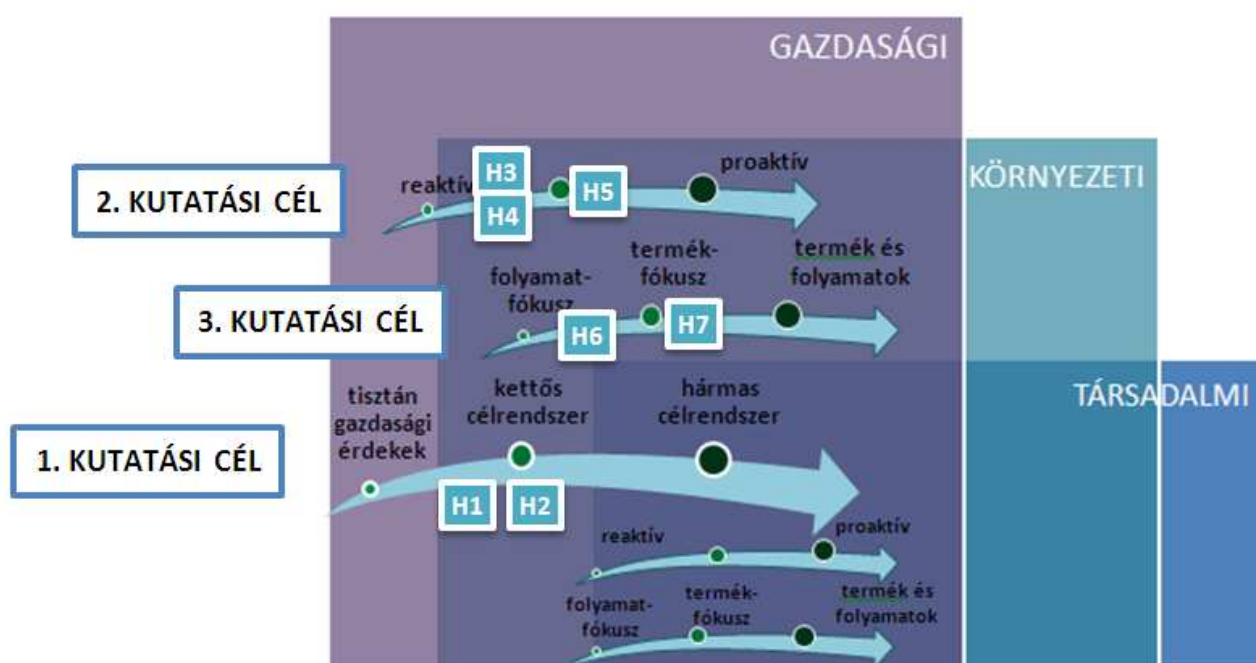 GAZDASÁGI
KÖRNYEZETI
TÁRSADALMI
2. KUTATÁSI CÉL
reaktív
H3
H4
H5
proaktív
3. KUTATÁSI CÉL
folyamat-
fókusz
H6
termék-
fókusz
H7
termék és
folyamatok
1. KUTATÁSI CÉL
tisztán
gazdasági
érdekek
kettős
célrendszer
H1
H2
hármas
célrendszer
reaktív
proaktív
folyamat-
fókusz
termék-
fókusz
termék és
folyamatok